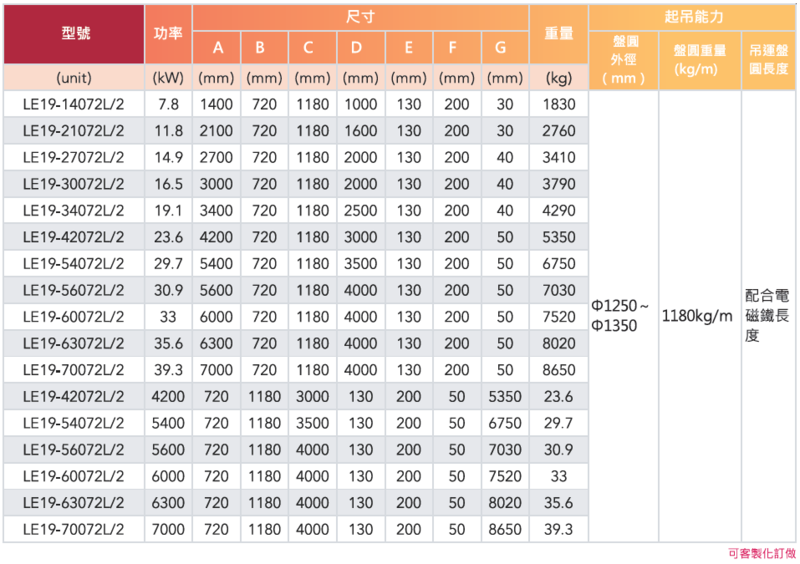 型號 功率 尺寸 重量 起吊能力
A B C D E F G 盤圓外徑(mm) 盤圓重量(kg/m) 吊運盤圓長度
(unit) (kW) (mm) (mm) (mm) (mm) (mm) (mm) (mm) (kg)
LE19-14072L/2 7.8 1400 720 1180 1000 130 200 30 1830
LE19-21072L/2 11.8 2100 720 1180 1600 130 200 30 2760
LE19-27072L/2 14.9 2700 720 1180 2000 130 200 40 3410
LE19-30072L/2 16.5 3000 720 1180 2000 130 200 40 3790
LE19-34072L/2 19.1 3400 720 1180 2500 130 200 40 4290
LE19-42072L/2 23.6 4200 720 1180 3000 130 200 50 5350
LE19-54072L/2 29.7 5400 720 1180 3500 130 200 50 6750
LE19-56072L/2 30.9 5600 720 1180 4000 130 200 50 7030
LE19-60072L/2 33 6000 720 1180 4000 130 200 50 7520
LE19-63072L/2 35.6 6300 720 1180 4000 130 200 50 8020
LE19-70072L/2 39.3 7000 720 1180 4000 130 200 50 8650
LE19-42072L/2 4200 720 1180 3000 130 200 50 5350 23.6
LE19-54072L/2 5400 720 1180 3500 130 200 50 6750 29.7
LE19-56072L/2 5600 720 1180 4000 130 200 50 7030 30.9
LE19-60072L/2 6000 720 1180 4000 130 200 50 7520 33
LE19-63072L/2 6300 720 1180 4000 130 200 50 8020 35.6
LE19-70072L/2 7000 720 1180 4000 130 200 50 8650 39.3
Φ1250～
Φ1350
1180kg/m
配合電
磁鐵長
度
可客製化訂做